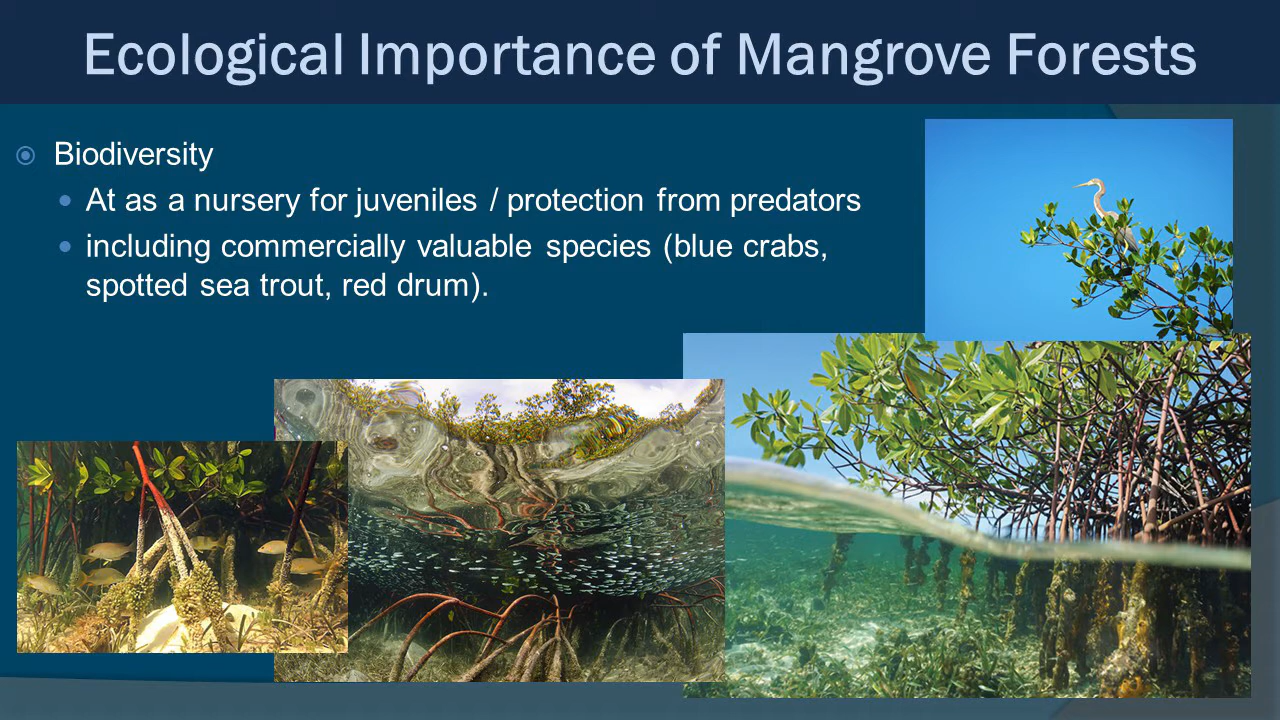 Ecological Importance of Mangrove Forests
Biodiversity
At as a nursery for juveniles / protection from predators
including commercially valuable species (blue crabs,
spotted sea trout, red drum).